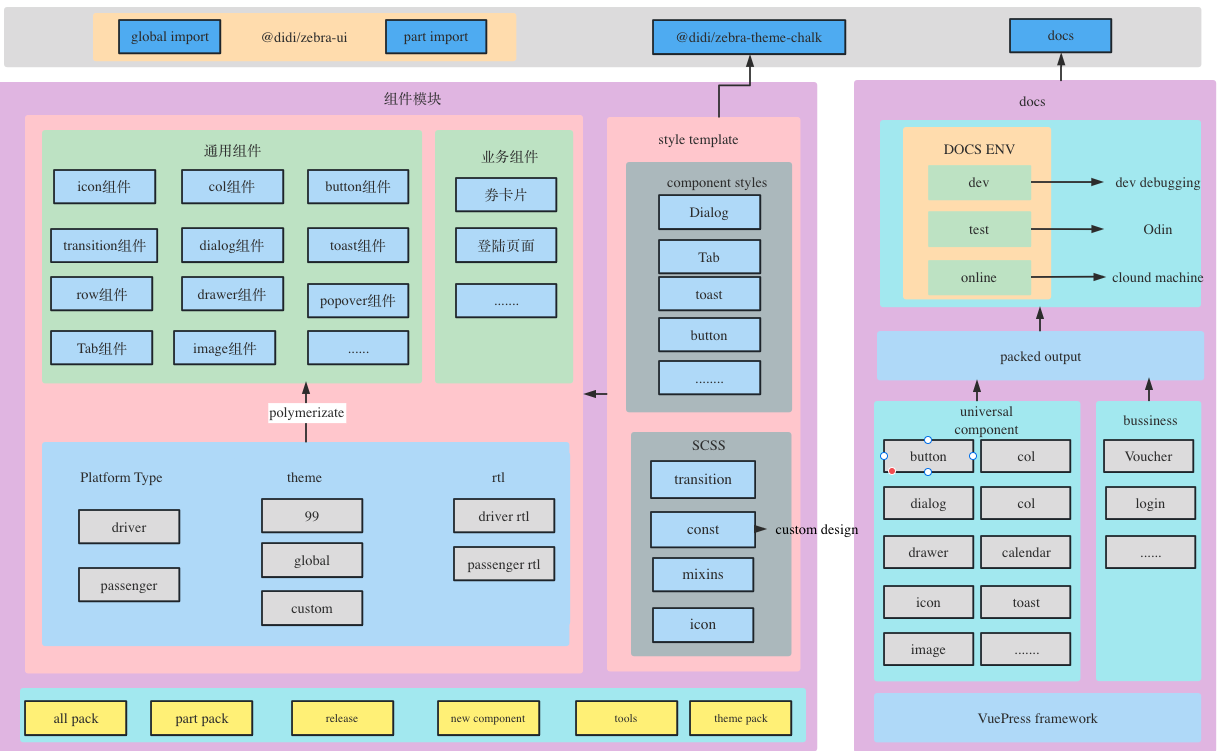 global import
@didi/zebra-ui
part import
@didi/zebra-theme-chalk
docs
组件模块
通用组件
icon组件
col组件
button组件
transition组件
dialog组件
toast组件
row组件
drawer组件
popover组件
Tab组件
image组件
......
业务组件
券卡片
登陆页面
.......
polymerizate
Platform Type
driver
passenger
theme
99
global
custom
rtl
driver rtl
passenger rtl
style template
component styles
Dialog
Tab
toast
button
........
SCSS
transition
const
custom design
mixins
icon
all pack
part pack
release
new component
tools
theme pack
docs
DOCS ENV
dev
dev debugging
test
Odin
online
clound machine
packed output
universal
component
button
col
dialog
col
drawer
calendar
icon
toast
image
.......
bussiness
Voucher
login
......
VuePress framework